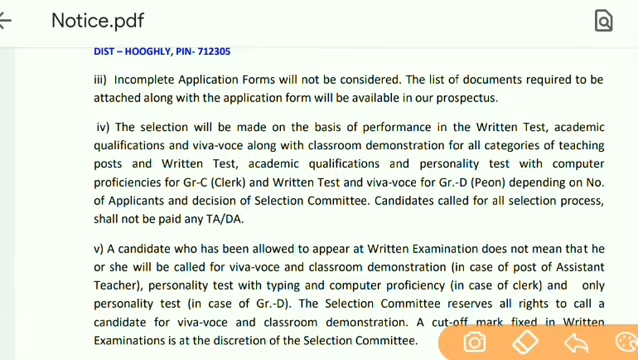 Notice.pdf
DIST – HOOGHLY, PIN- 712305
iii) Incomplete Application Forms will not be considered. The list of documents required to be
attached along with the application form will be available in our prospectus.
iv) The selection will be made on the basis of performance in the Written Test, academic
qualifications and viva-voce along with classroom demonstration for all categories of teaching
posts and Written Test, academic qualifications and personality test with computer
proficiencies for Gr-C (Clerk) and Written Test and viva-voce for Gr.-D (Peon) depending on No.
of Applicants and decision of Selection Committee. Candidates called for all selection process,
shall not be paid any TA/DA.
v) A candidate who has been allowed to appear at Written Examination does not mean that he
or she will be called for viva-voce and classroom demonstration (in case of post of Assistant
Teacher), personality test with typing and computer proficiency (in case of clerk) and only
personality test (in case of Gr.-D). The Selection Committee reserves all rights to call a
candidate for viva-voce and classroom demonstration. A cut-off mark fixed in Written
Examinations is at the discretion of the Selection Committee.